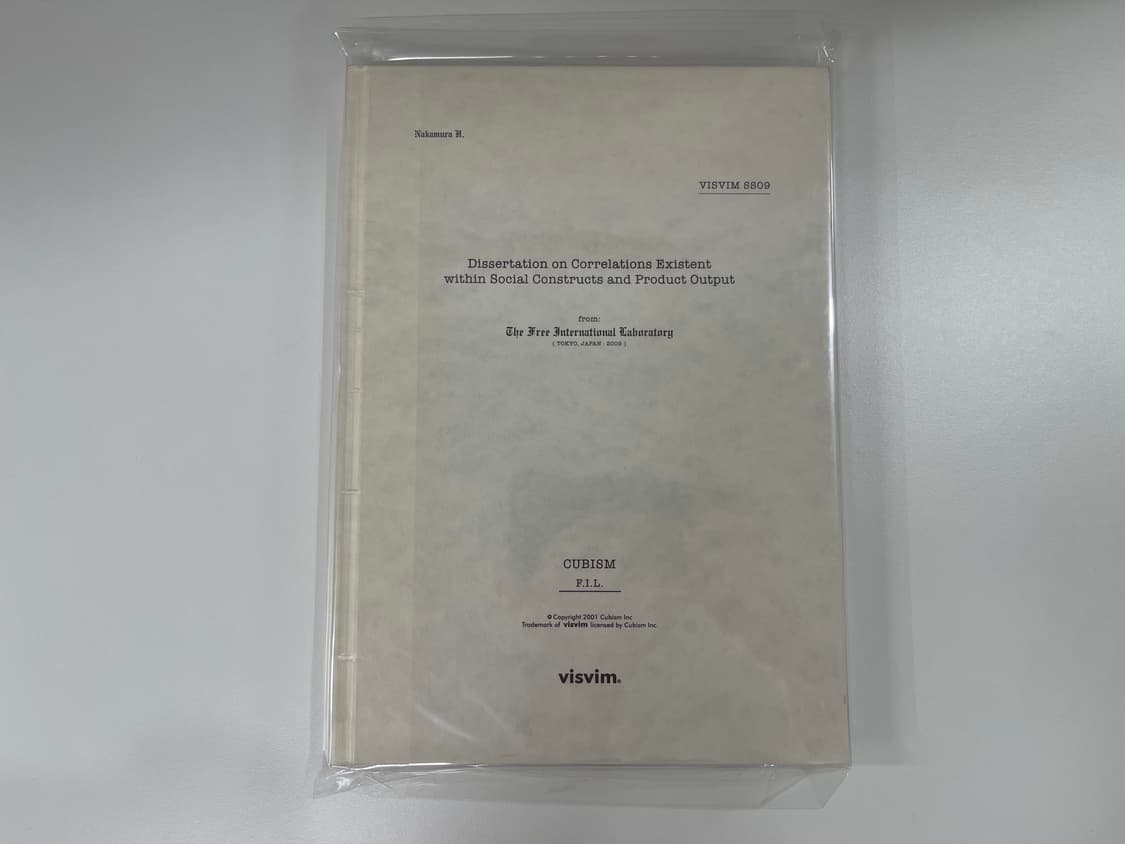 Nakamura H.
VISVIM SS09
Dissertation on Correlations Existent
within Social Constructs and Product Output
from:
The Free International Laboratory
( TOKYO, JAPAN : 2009 )
CUBISM
F.I.L.
© Copyright 2001 Cubism Inc
Trademark of visvim licensed by Cubism Inc.
visvim®